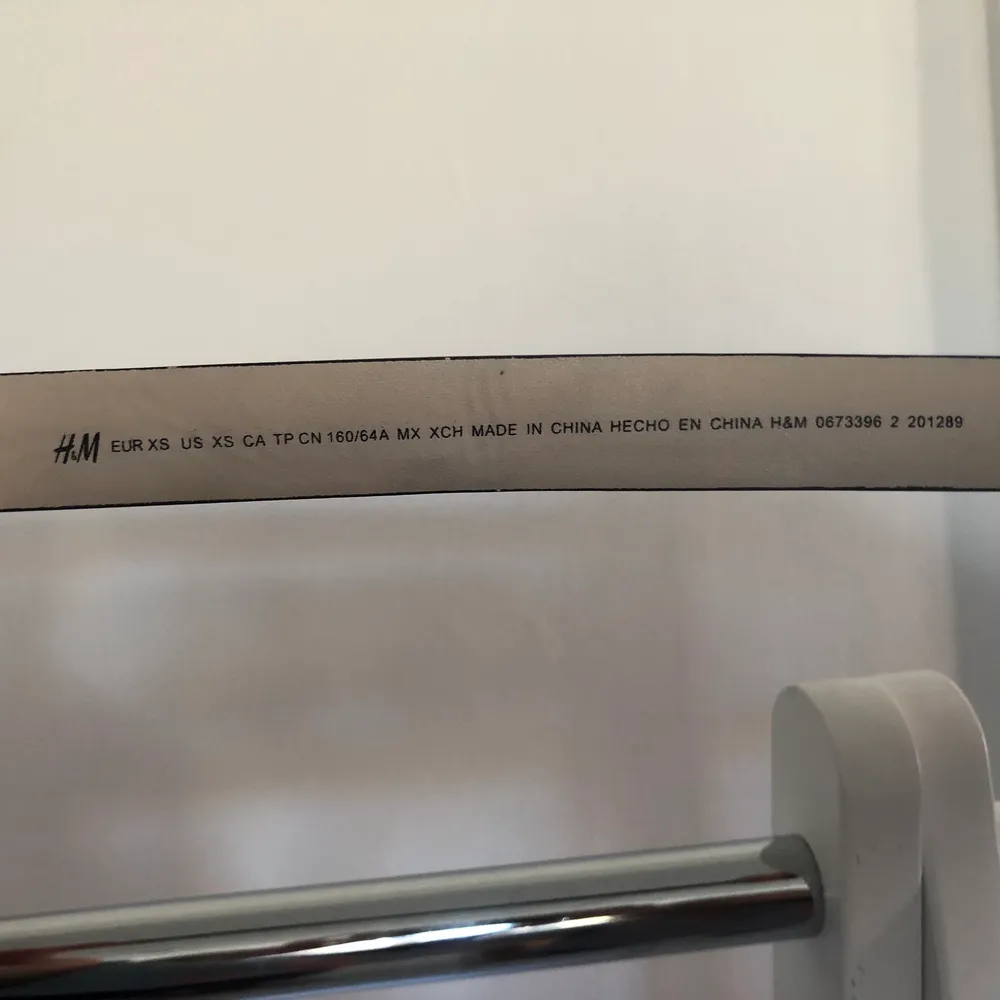 H&M EUR XS US XS CA TP CN 160/64A MX XCH MADE IN CHINA HECHO EN CHINA H&M 0673396 2 201289